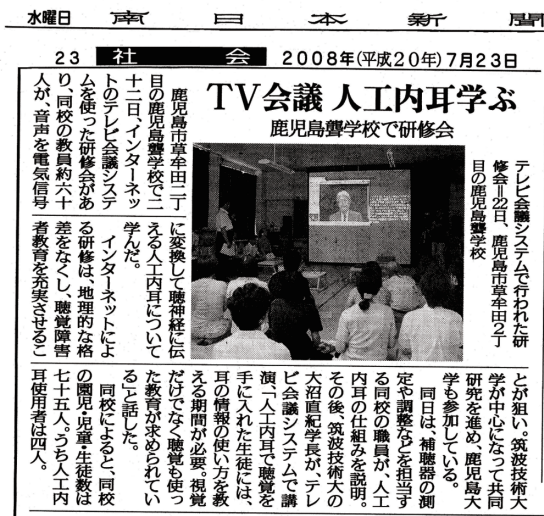 水曜日 南日本新聞
23 社会 2008年(平成20年)7月23日
TV会議 人工内耳学ぶ
鹿児島聾学校で研修会
テレビ会議システムで行われた研
修会＝22日、鹿児島市草牟田2丁
目の鹿児島聾学校
鹿児島市草牟田二丁
目の鹿児島聾学校で二
十二日、インターネッ
トのテレビ会議システ
ムを使った研修会があ
り、同校の教員約六十
人が、音声を電気信号
に変換して聴神経に伝
える人工内耳について
学んだ。
インターネットによ
る研修は、地理的な格
差をなくし、聴覚障害
者教育を充実させるこ
とが狙い。筑波技術大
学が中心になって共同
研究を進め、鹿児島大
学も参加している。
同日は、補聴器の測
定や調整などを担当す
る同校の職員が、人工
内耳の仕組みを説明。
その後、筑波技術大の
大沼直紀学長が、テレ
ビ会議システムで講
演、「人工内耳で聴覚を
手に入れた生徒には、
耳の情報の使い方を教
える期間が必要。視覚
だけでなく聴覚も使っ
た教育が求められてい
る」と話した。
同校によると、同校
の園児・児童・生徒数は
七十五人。うち人工内
耳使用者は四人。